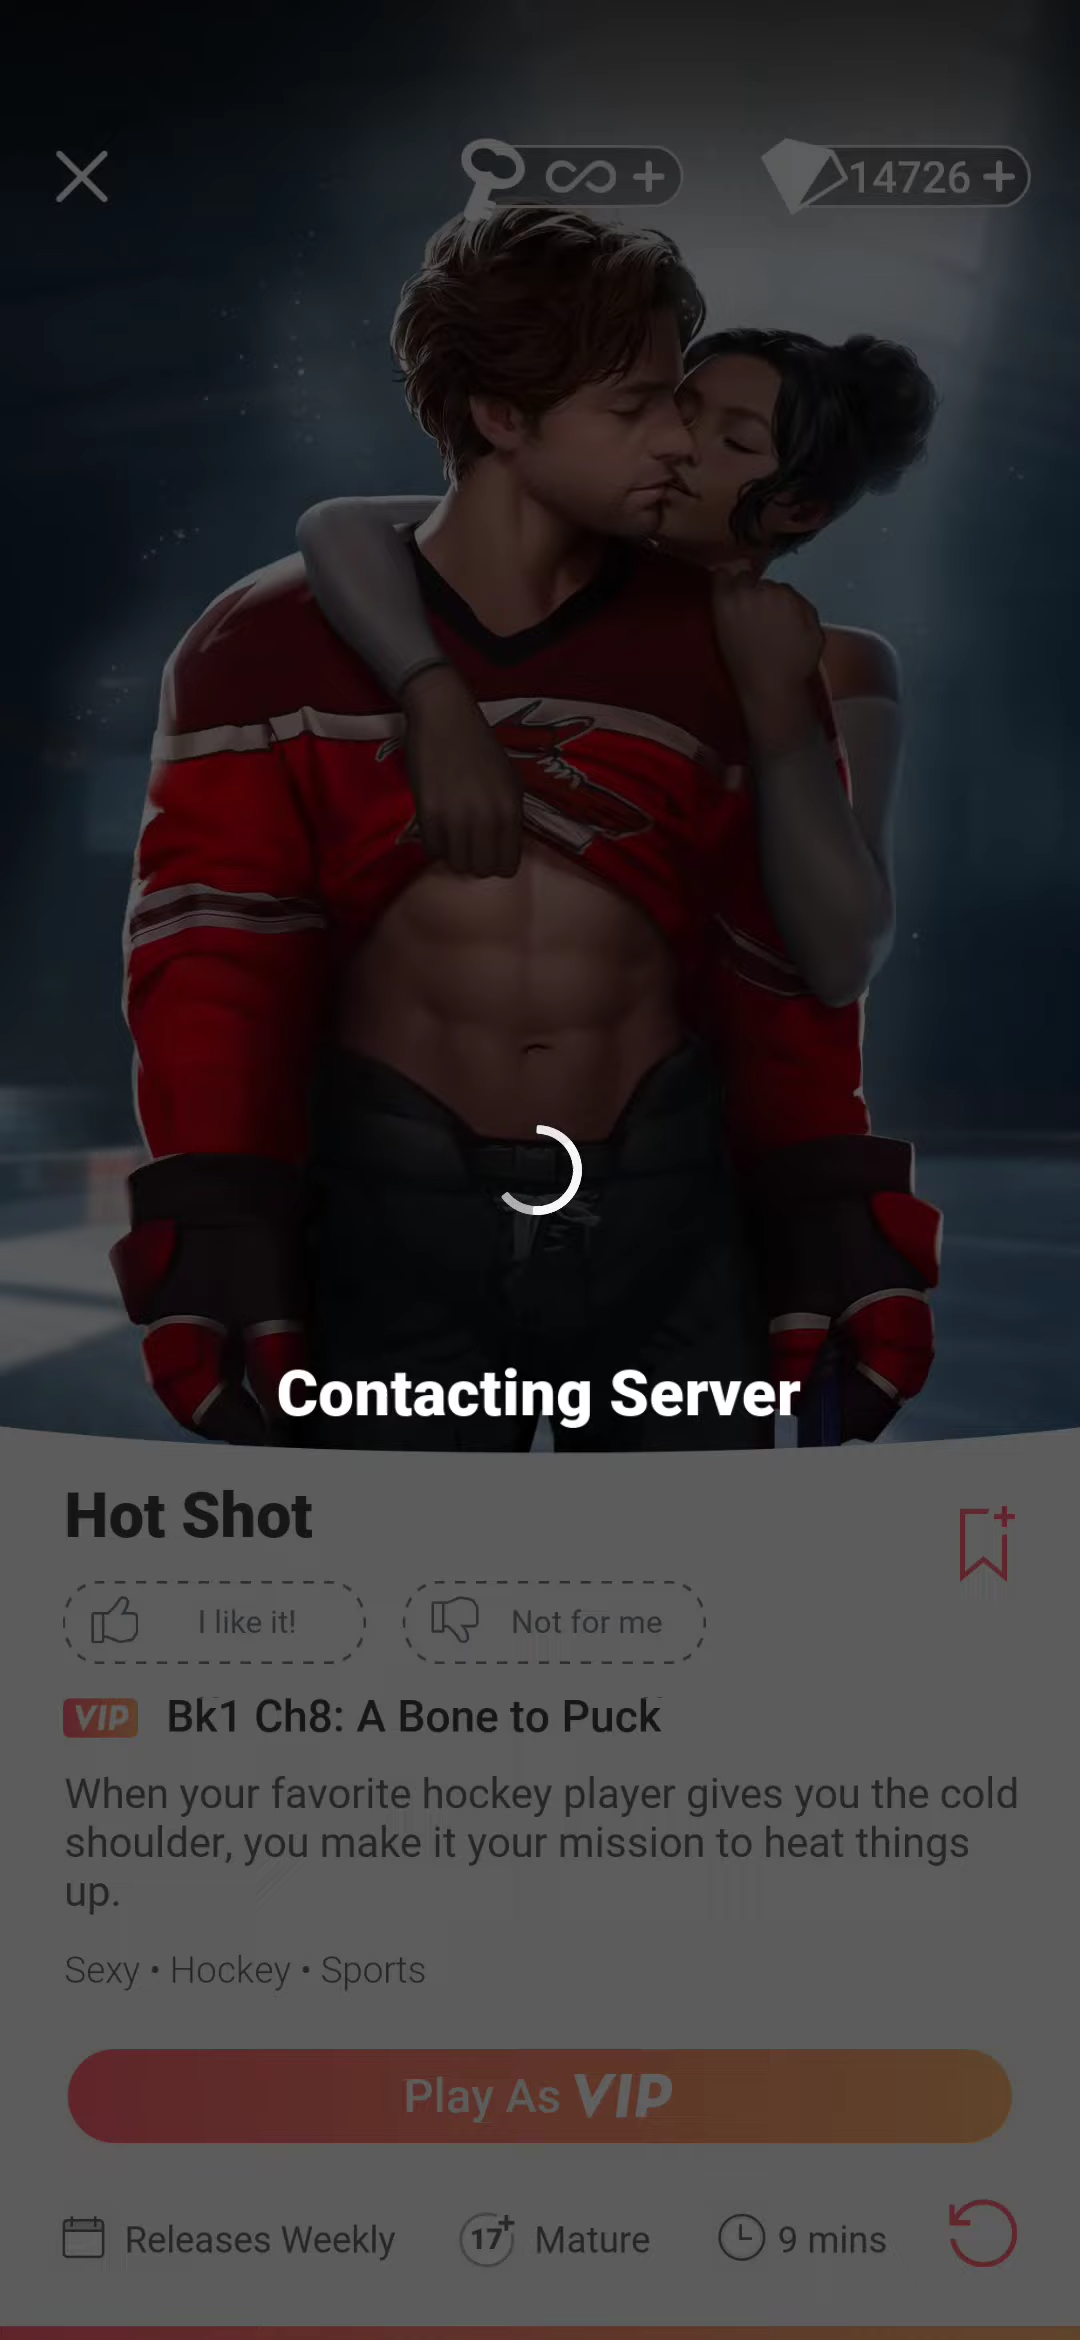 14726
Contacting Server
Hot Shot
I like it!
Not for me
VIP Bk1 Ch8: A Bone to Puck
When your favorite hockey player gives you the cold
shoulder, you make it your mission to heat things
up.
Sexy • Hockey • Sports
Play As VIP
Releases Weekly
17+ Mature
9 mins